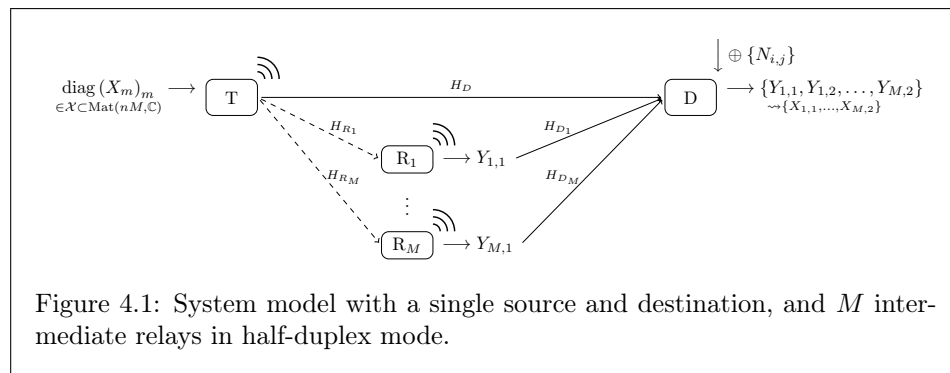 ⊕ {N_{i,j}}
diag (X_m)_m → T H_D D → {Y_{1,1}, Y_{1,2}, . . . , Y_{M,2}}
∈𝒳⊂Mat(nM,ℂ) ⇝{X_{1,1},...,X_{M,2}}
H_{R_1} H_{D_1}
R_1 → Y_{1,1}
H_{R_M} H_{D_M}
⋮
R_M → Y_{M,1}
Figure 4.1: System model with a single source and destination, and M inter-
mediate relays in half-duplex mode.